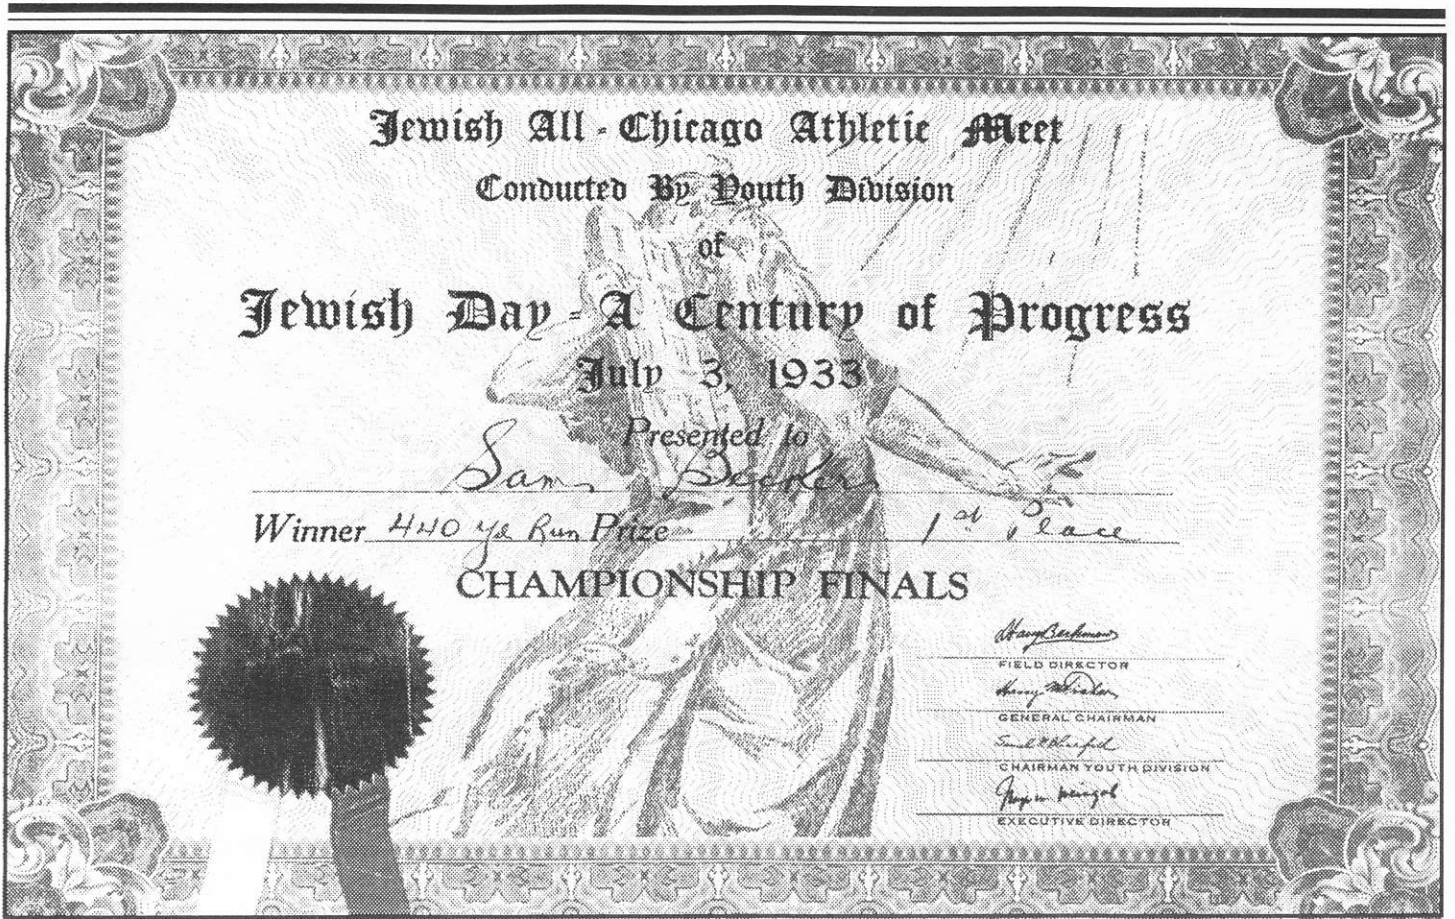 Jewish All-Chicago Athletic Meet
Conducted By Youth Division
of
Jewish Day - A Century of Progress
July 3, 1933
Presented to
Sam Becker
Winner 440 yd Run Prize 1st Place
CHAMPIONSHIP FINALS
FIELD DIRECTOR
GENERAL CHAIRMAN
CHAIRMAN YOUTH DIVISION
EXECUTIVE DIRECTOR